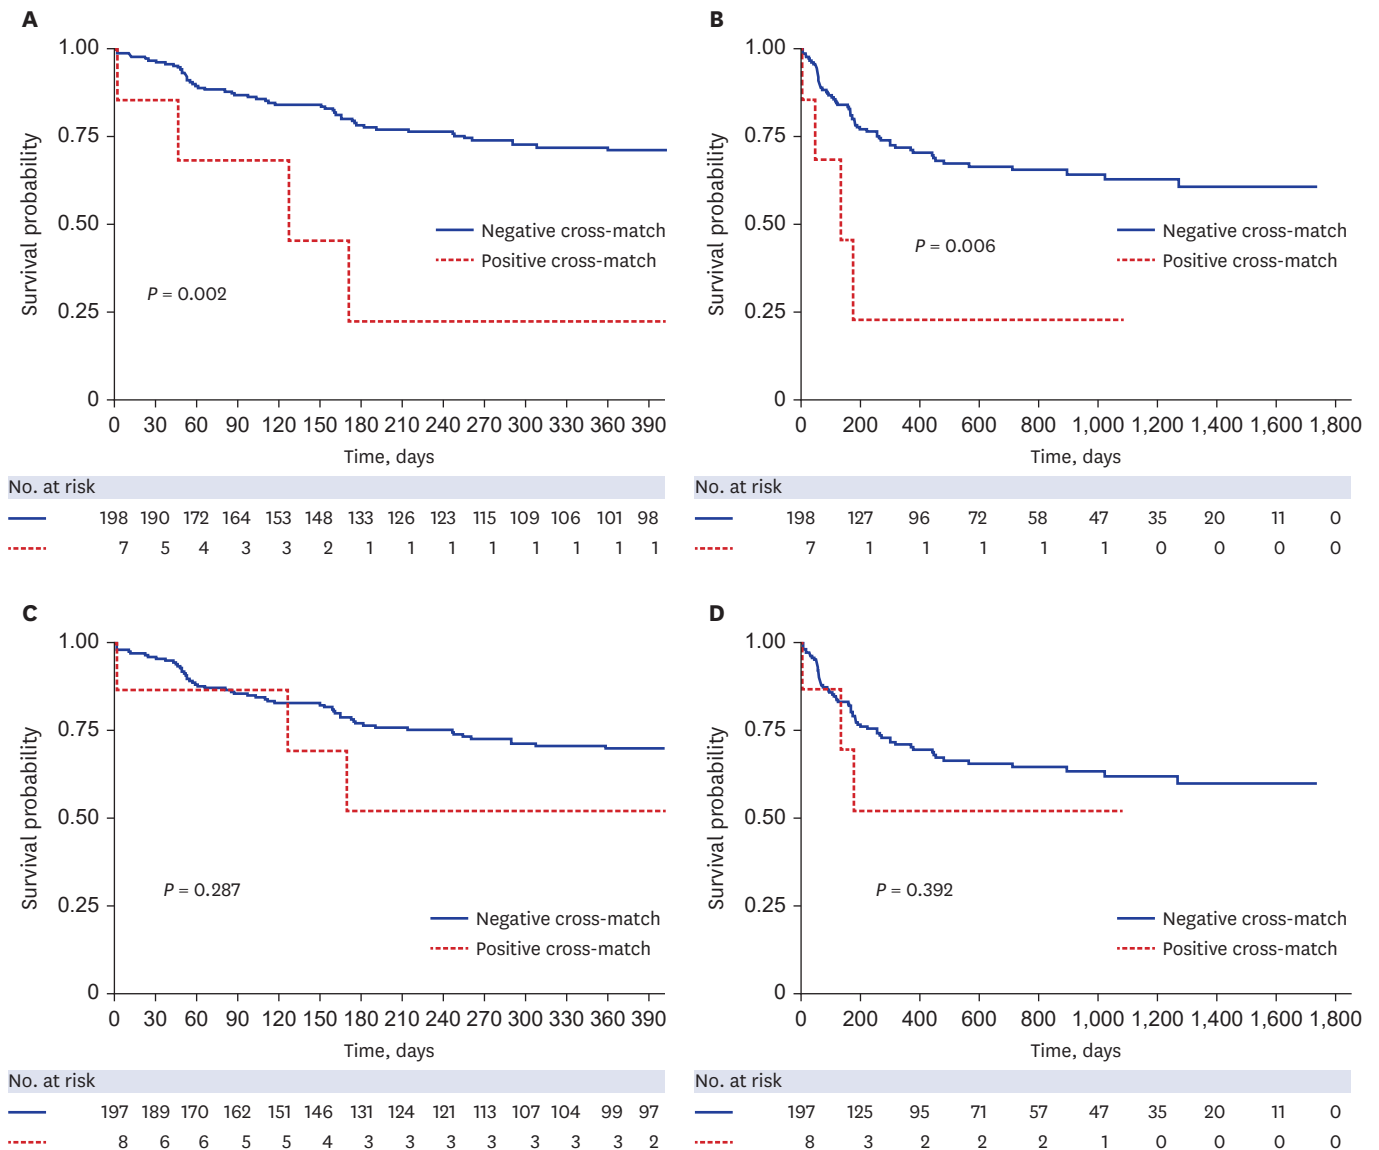 A
Survival probability
1.00
0.75
0.50
0.25
0
Negative cross-match
Positive cross-match
P = 0.002
0 30 60 90 120 150 180 210 240 270 300 330 360 390
Time, days
No. at risk
198 190 172 164 153 148 133 126 123 115 109 106 101 98
7 5 4 3 3 2 1 1 1 1 1 1 1 1
B
Survival probability
1.00
0.75
0.50
0.25
0
Negative cross-match
P = 0.006
Positive cross-match
0 200 400 600 800 1,000 1,200 1,400 1,600 1,800
Time, days
No. at risk
198 127 96 72 58 47 35 20 11 0
7 1 1 1 1 1 0 0 0 0
C
Survival probability
1.00
0.75
0.50
0.25
0
P = 0.287
Negative cross-match
Positive cross-match
0 30 60 90 120 150 180 210 240 270 300 330 360 390
Time, days
No. at risk
197 189 170 162 151 146 131 124 121 113 107 104 99 97
8 6 6 5 5 4 3 3 3 3 3 3 3 2
D
Survival probability
1.00
0.75
0.50
0.25
0
P = 0.392
Negative cross-match
Positive cross-match
0 200 400 600 800 1,000 1,200 1,400 1,600 1,800
Time, days
No. at risk
197 125 95 71 57 47 35 20 11 0
8 3 2 2 2 1 0 0 0 0